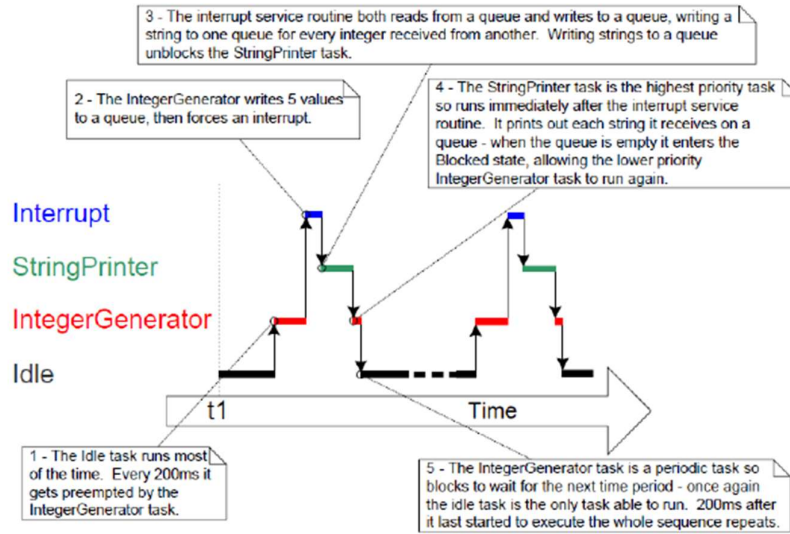 3 - The interrupt service routine both reads from a queue and writes to a queue, writing a
string to one queue for every integer received from another.  Writing strings to a queue
unblocks the StringPrinter task.
2 - The IntegerGenerator writes 5 values
to a queue, then forces an interrupt.
4 - The StringPrinter task is the highest priority task
so runs immediately after the interrupt service
routine.  It prints out each string it receives on a
queue - when the queue is empty it enters the
Blocked state, allowing the lower priority
IntegerGenerator task to run again.
Interrupt
StringPrinter
IntegerGenerator
Idle
t1
Time
1 - The Idle task runs most
of the time.  Every 200ms it
gets preempted by the
IntegerGenerator task.
5 - The IntegerGenerator task is a periodic task so
blocks to wait for the next time period - once again
the idle task is the only task able to run.  200ms after
it last started to execute the whole sequence repeats.